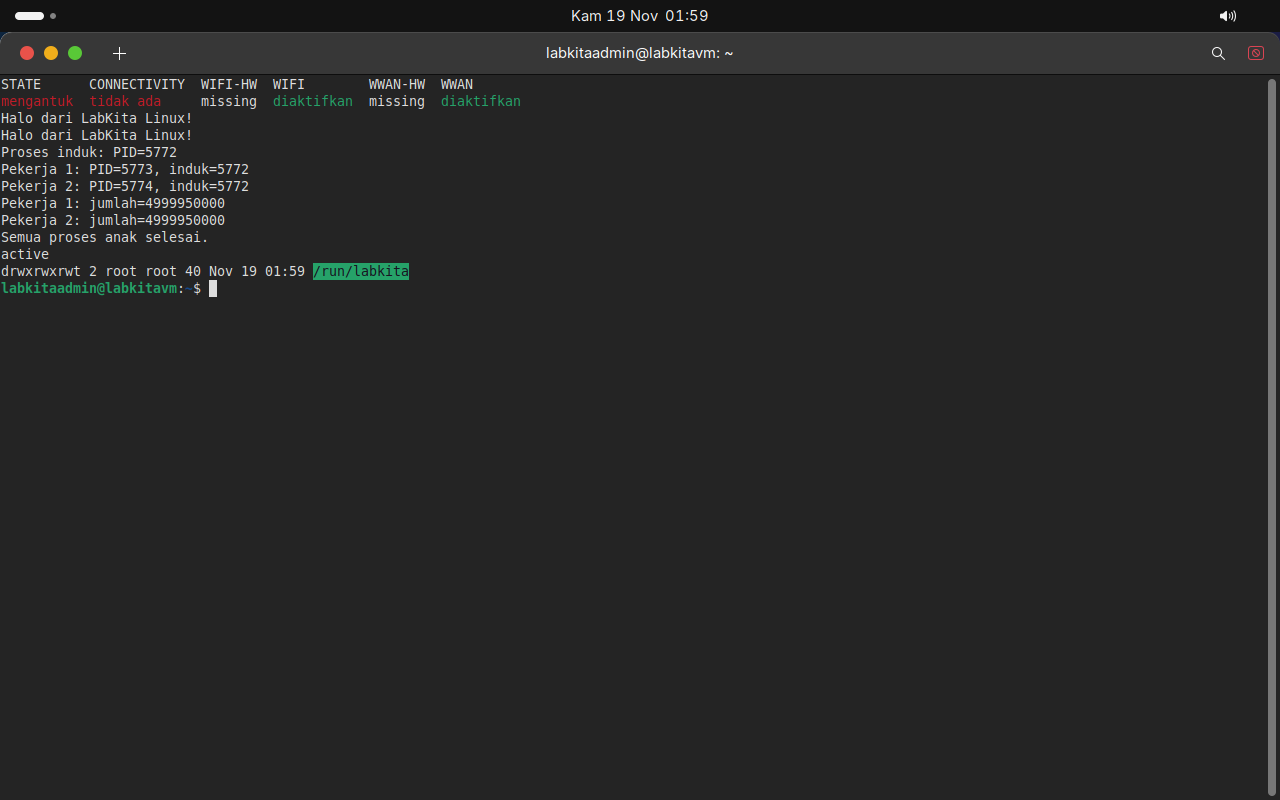 Kam 19 Nov 01:59
labkitaadmin@labkitavm: ~
STATE CONNECTIVITY WIFI-HW WIFI WWAN-HW WWAN
mengantuk tidak ada missing diaktifkan missing diaktifkan
Halo dari LabKita Linux!
Halo dari LabKita Linux!
Proses induk: PID=5772
Pekerja 1: PID=5773, induk=5772
Pekerja 2: PID=5774, induk=5772
Pekerja 1: jumlah=4999950000
Pekerja 2: jumlah=4999950000
Semua proses anak selesai.
active
drwxrwxrwt 2 root root 40 Nov 19 01:59 /run/labkita
labkitaadmin@labkitavm:~$